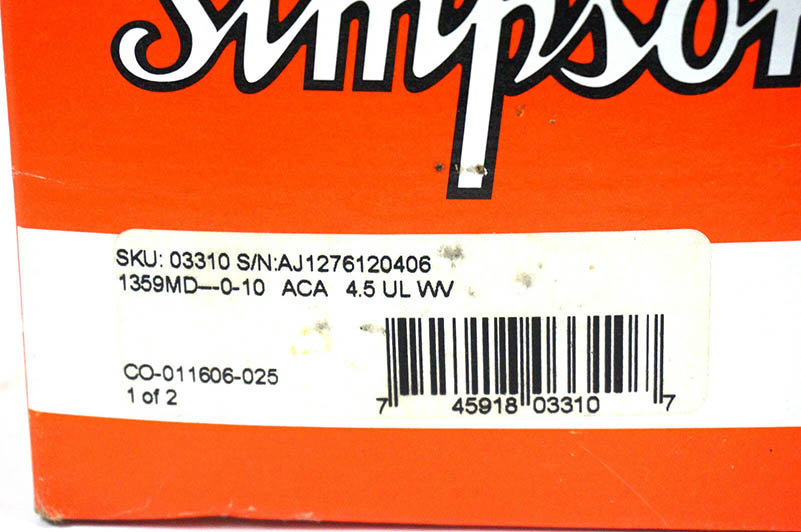 Simpson
SKU: 03310 S/N:AJ1276120406
1359MD---0-10 ACA 4.5 UL VVV
CO-011606-025
1 of 2
7 45918 03310 7